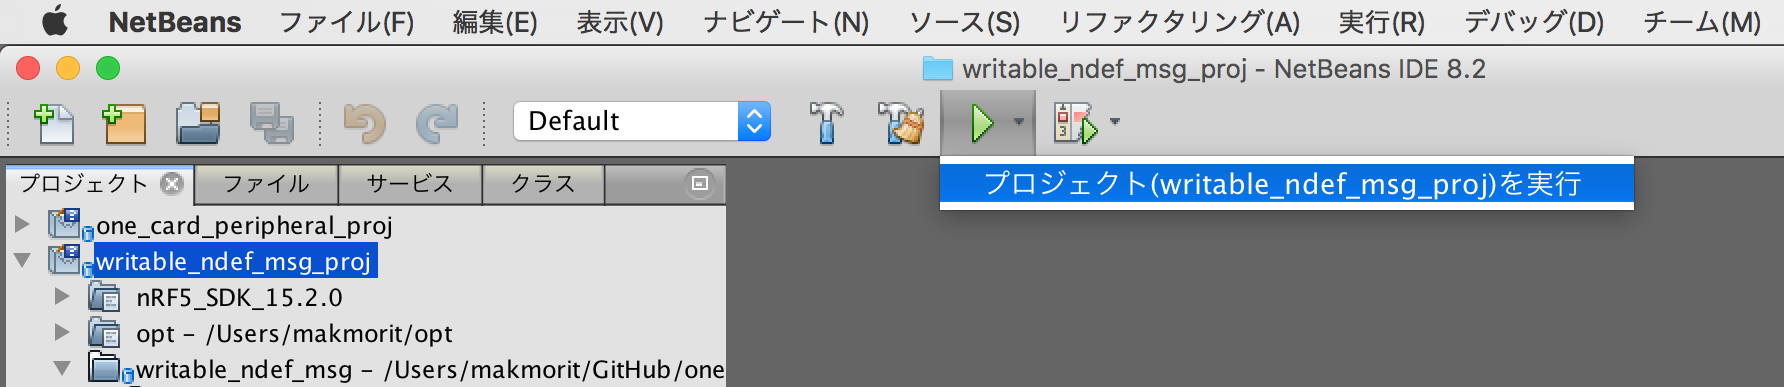 NetBeans ファイル(F) 編集(E) 表示(V) ナビゲート(N) ソース(S) リファクタリング(A) 実行(R) デバッグ(D) チーム(M)
writable_ndef_msg_proj - NetBeans IDE 8.2
Default
プロジェクト(writable_ndef_msg_proj)を実行
プロジェクト ファイル サービス クラス
one_card_peripheral_proj
writable_ndef_msg_proj
nRF5_SDK_15.2.0
opt - /Users/makmorit/opt
writable_ndef_msg - /Users/makmorit/GitHub/one